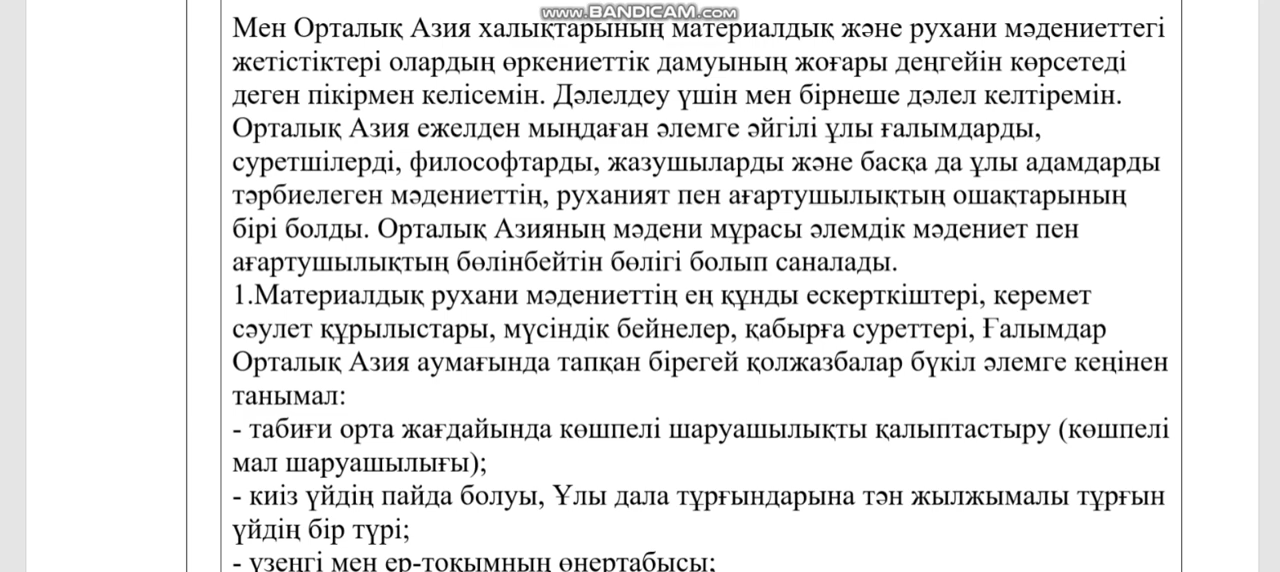 www.BANDICAM.com
Мен Орталық Азия халықтарының материалдық және рухани мәдениеттегі
жетістіктері олардың өркениеттік дамуының жоғары деңгейін көрсетеді
деген пікірмен келісемін. Дәлелдеу үшін мен бірнеше дәлел келтіремін.
Орталық Азия ежелден мыңдаған әлемге әйгілі ұлы ғалымдарды,
суретшілерді, философтарды, жазушыларды және басқа да ұлы адамдарды
тәрбиелеген мәдениеттің, руханият пен ағартушылықтың ошақтарының
бірі болды. Орталық Азияның мәдени мұрасы әлемдік мәдениет пен
ағартушылықтың бөлінбейтін бөлігі болып саналады.
1.Материалдық рухани мәдениеттің ең құнды ескерткіштері, керемет
сәулет құрылыстары, мүсіндік бейнелер, қабырға суреттері, Ғалымдар
Орталық Азия аумағында тапқан бірегей қолжазбалар бүкіл әлемге кеңінен
танымал:
- табиғи орта жағдайында көшпелі шаруашылықты қалыптастыру (көшпелі
мал шаруашылығы);
- киіз үйдің пайда болуы, Ұлы дала тұрғындарына тән жылжымалы тұрғын
үйдің бір түрі;
- үзеңгі мен ер-тоқымның өнертабысы;